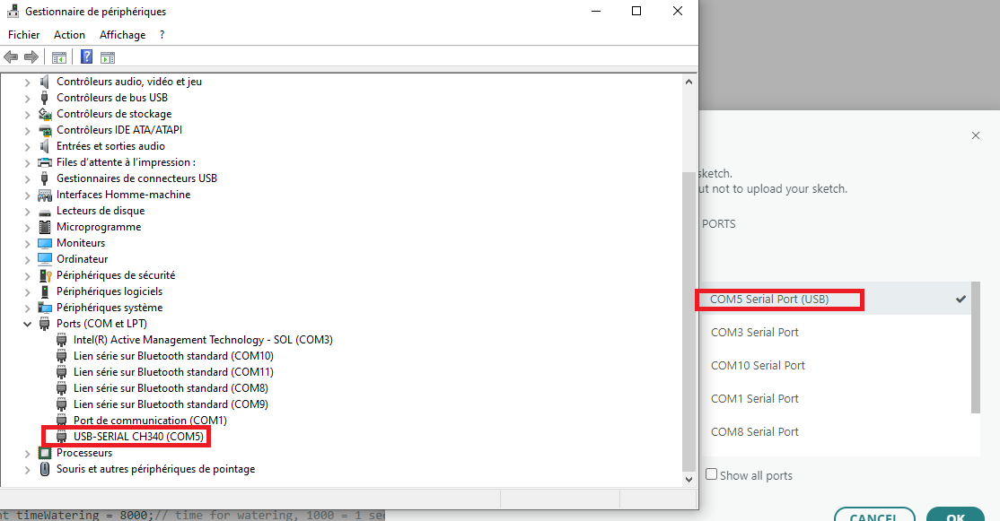 Gestionnaire de périphériques
Fichier Action Affichage ?
Contrôleurs audio, vidéo et jeu
Contrôleurs de bus USB
Contrôleurs de stockage
Contrôleurs IDE ATA/ATAPI
Entrées et sorties audio
Files d'attente à l'impression :
Gestionnaires de connecteurs USB
Interfaces Homme-machine
Lecteurs de disque
Microprogramme
Moniteurs
Ordinateur
Périphériques de sécurité
Périphériques logiciels
Périphériques système
Ports (COM et LPT)
Intel(R) Active Management Technology - SOL (COM3)
Lien série sur Bluetooth standard (COM10)
Lien série sur Bluetooth standard (COM11)
Lien série sur Bluetooth standard (COM8)
Lien série sur Bluetooth standard (COM9)
Port de communication (COM1)
USB-SERIAL CH340 (COM5)
Processeurs
Souris et autres périphériques de pointage
nt timeWatering = 8000;// time for watering, 1000 = 1 sec
sketch.
ut not to upload your sketch.
PORTS
COM5 Serial Port (USB)
COM3 Serial Port
COM10 Serial Port
COM1 Serial Port
COM8 Serial Port
Show all ports
CANCEL OK